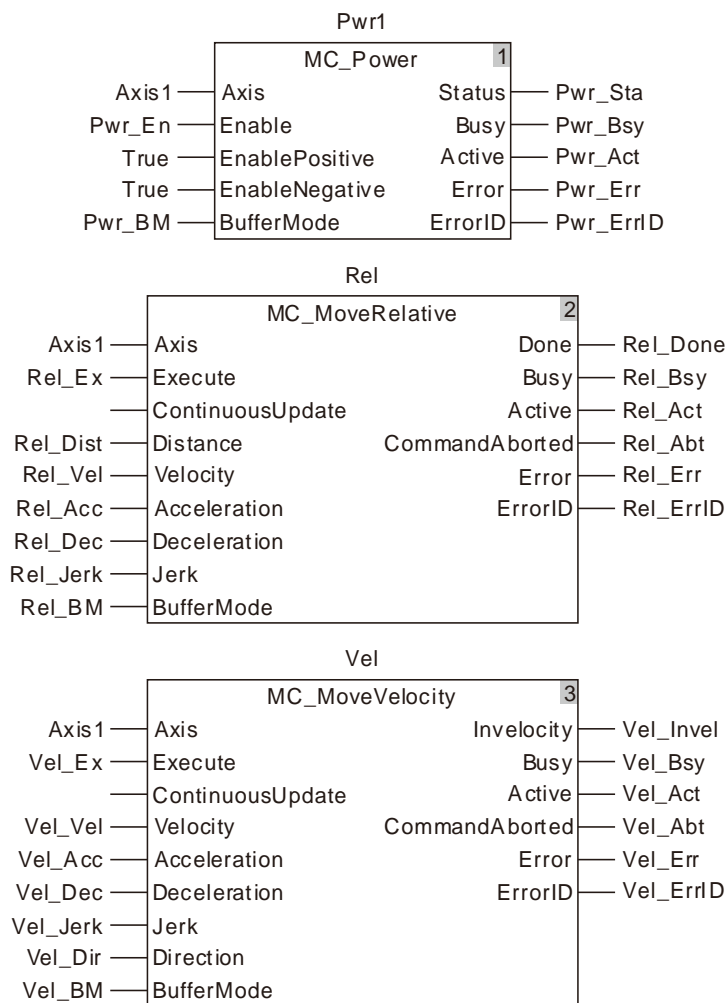 Pwr1
MC_Power 1
Axis1 Axis Status Pwr_Sta
Pwr_En Enable Busy Pwr_Bsy
True EnablePositive Active Pwr_Act
True EnableNegative Error Pwr_Err
Pwr_BM BufferMode ErrorID Pwr_ErrID
Rel
MC_MoveRelative 2
Axis1 Axis Done Rel_Done
Rel_Ex Execute Busy Rel_Bsy
ContinuousUpdate Active Rel_Act
Rel_Dist Distance CommandAborted Rel_Abt
Rel_Vel Velocity Error Rel_Err
Rel_Acc Acceleration ErrorID Rel_ErrID
Rel_Dec Deceleration
Rel_Jerk Jerk
Rel_BM BufferMode
Vel
MC_MoveVelocity 3
Axis1 Axis Invelocity Vel_Invel
Vel_Ex Execute Busy Vel_Bsy
ContinuousUpdate Active Vel_Act
Vel_Vel Velocity CommandAborted Vel_Abt
Vel_Acc Acceleration Error Vel_Err
Vel_Dec Deceleration ErrorID Vel_ErrID
Vel_Jerk Jerk
Vel_Dir Direction
Vel_BM BufferMode